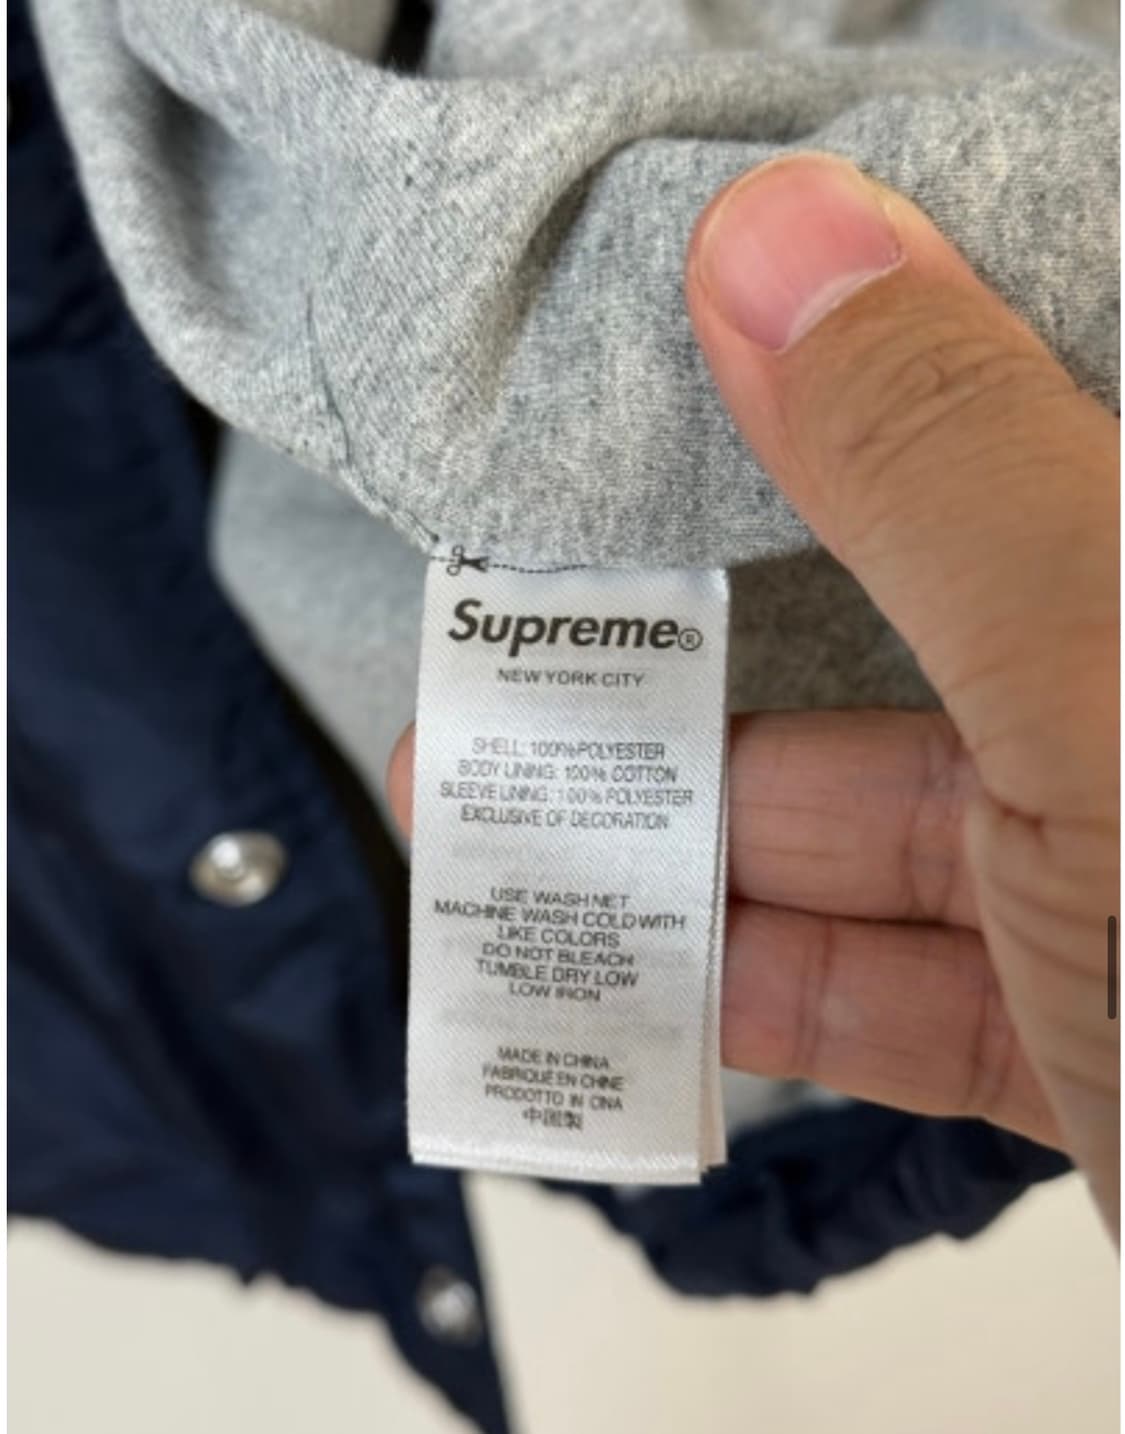 Supreme®
NEW YORK CITY
SHELL: 100% POLYESTER
BODY LINING: 100% COTTON
SLEEVE LINING: 100% POLYESTER
EXCLUSIVE OF DECORATION
USE WASH NET
MACHINE WASH COLD WITH
LIKE COLORS
DO NOT BLEACH
TUMBLE DRY LOW
LOW IRON
MADE IN CHINA
FABRIQUÉ EN CHINE
PRODOTTO IN CINA
中国製